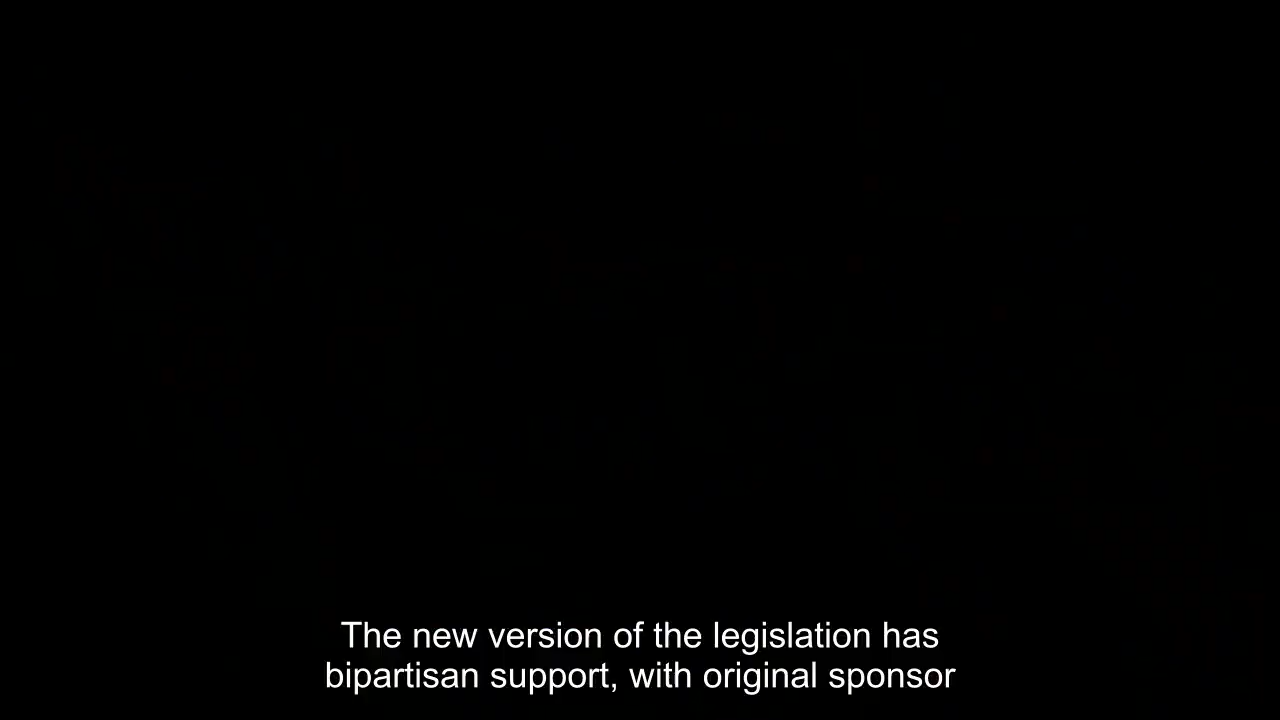 The new version of the legislation has
bipartisan support, with original sponsor